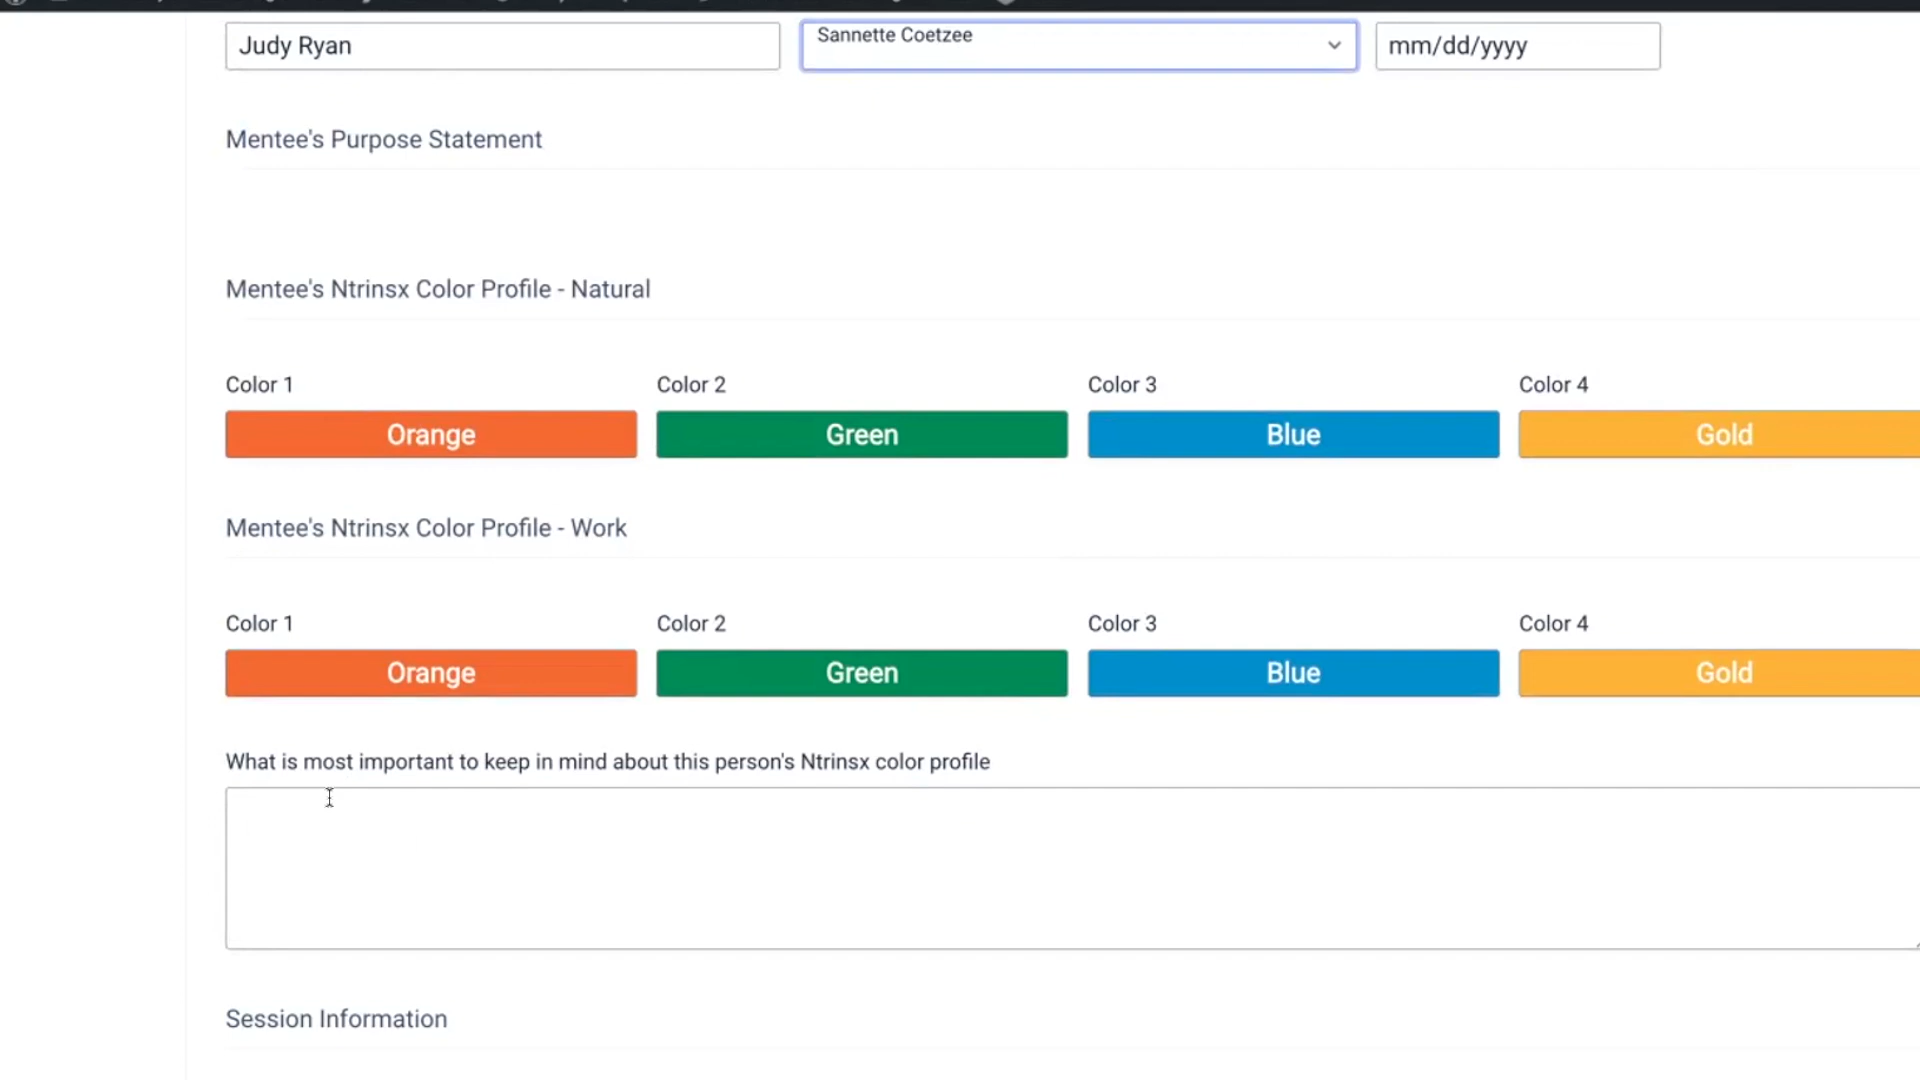 Judy Ryan
Sannette Coetzee
mm/dd/yyyy
Mentee's Purpose Statement
Mentee's Ntrinsx Color Profile - Natural
Color 1
Color 2
Color 3
Color 4
Orange
Green
Blue
Gold
Mentee's Ntrinsx Color Profile - Work
Color 1
Color 2
Color 3
Color 4
Orange
Green
Blue
Gold
What is most important to keep in mind about this person's Ntrinsx color profile
Session Information